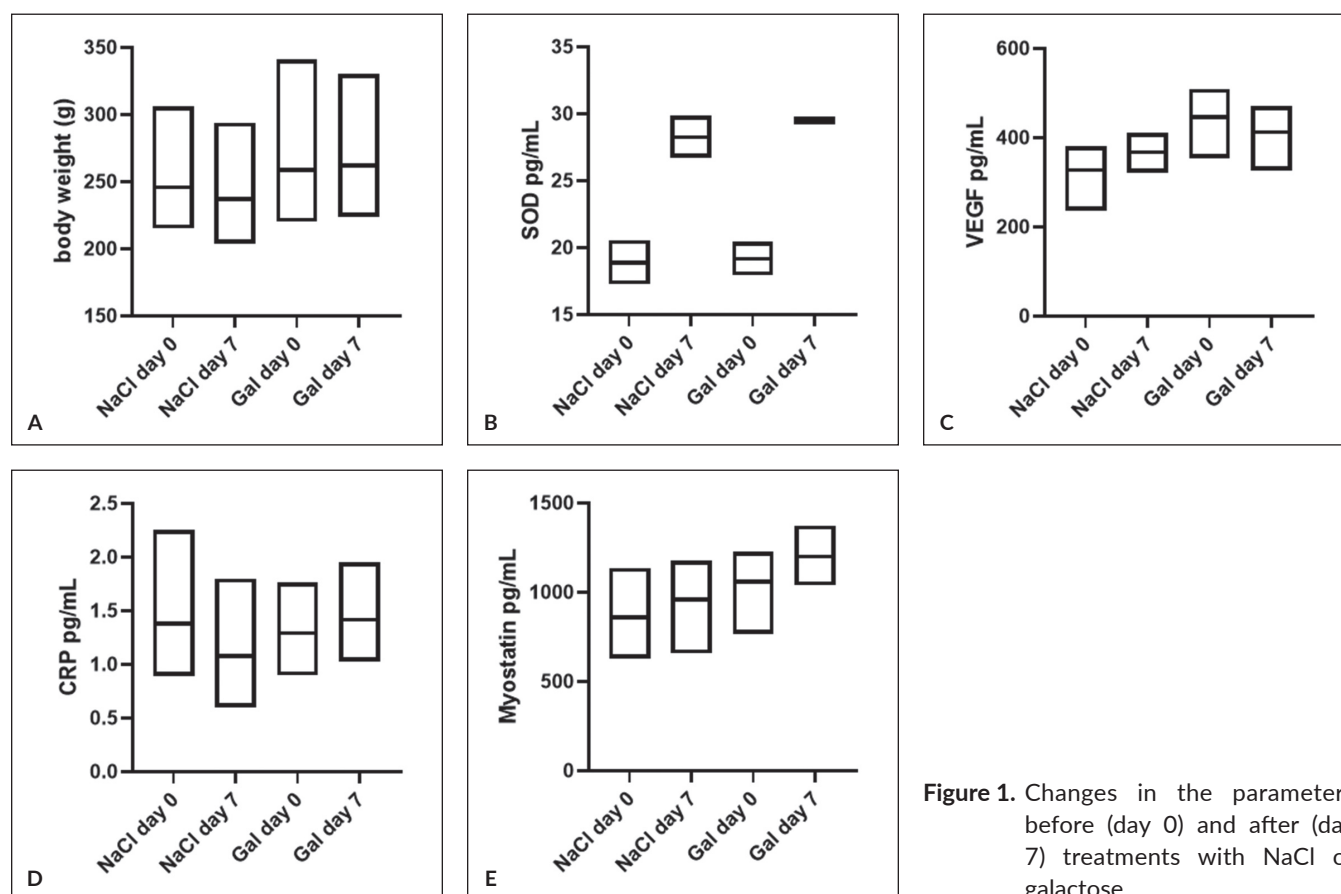 350
300
250
200
150
body weight (g)
NaCl day 0
NaCl day 7
Gal day 0
Gal day 7
A
35
30
25
20
15
SOD pg/mL
NaCl day 0
NaCl day 7
Gal day 0
Gal day 7
B
600
400
200
0
VEGF pg/mL
NaCl day 0
NaCl day 7
Gal day 0
Gal day 7
C
2.5
2.0
1.5
1.0
0.5
0.0
CRP pg/mL
NaCl day 0
NaCl day 7
Gal day 0
Gal day 7
D
1500
1000
500
0
Myostatin pg/mL
NaCl day 0
NaCl day 7
Gal day 0
Gal day 7
E
Figure 1. Changes in the parameter
before (day 0) and after (da
7) treatments with NaCl o
galactose